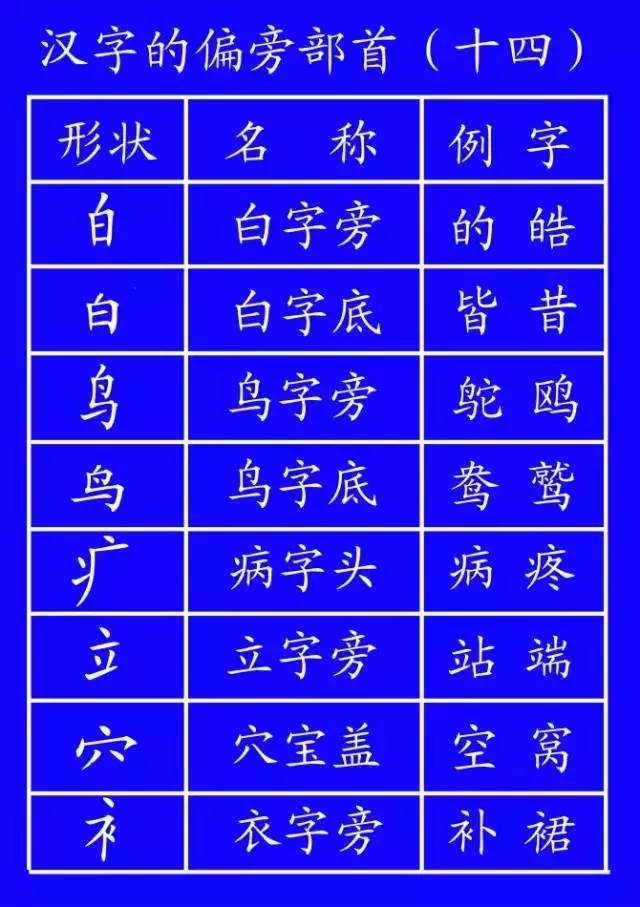 汉字的偏旁部首（十四）
形状 名称 例字
白 白字旁 的 皓
白 白字底 皆 昔
鸟 鸟字旁 鸵 鸥
鸟 鸟字底 鸯 鹫
疒 病字头 病 疼
立 立字旁 站 端
穴 穴宝盖 空 窝
衤 衣字旁 补 裙